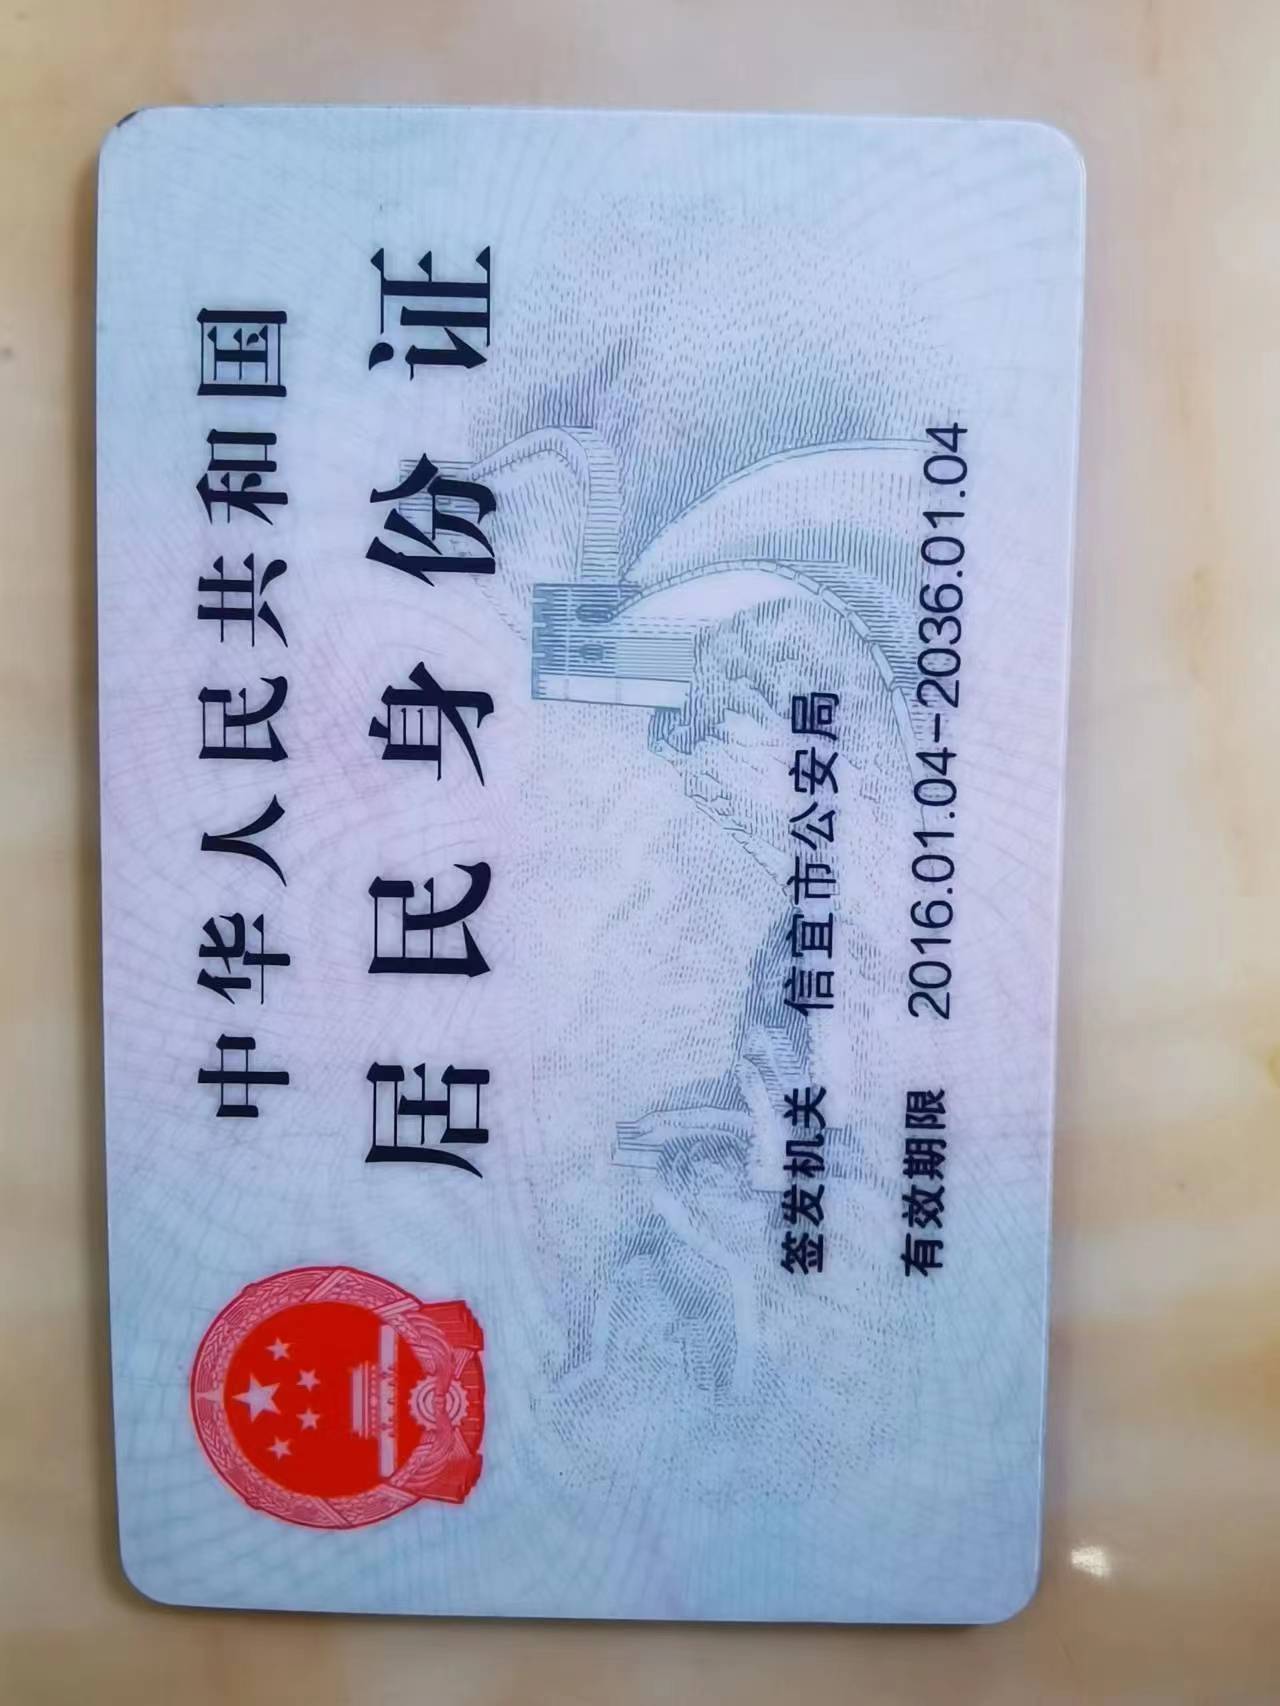 中华人民共和国
居民身份证
签发机关 信宜市公安局
有效期限 2016.01.04-2036.01.04